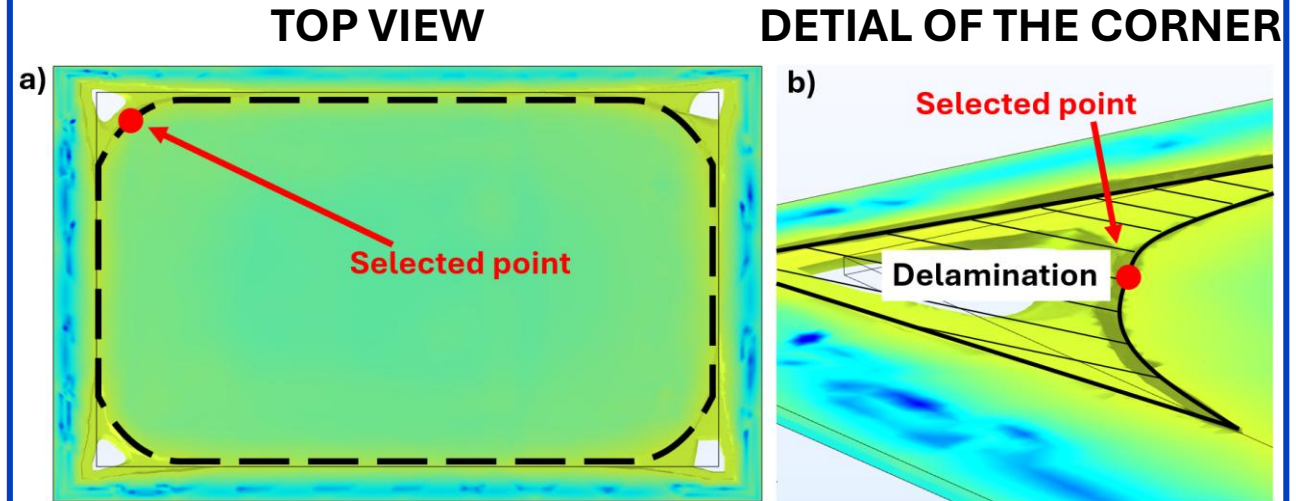 TOP VIEW
DETIAL OF THE CORNER
a)
Selected point
b)
Selected point
Delamination